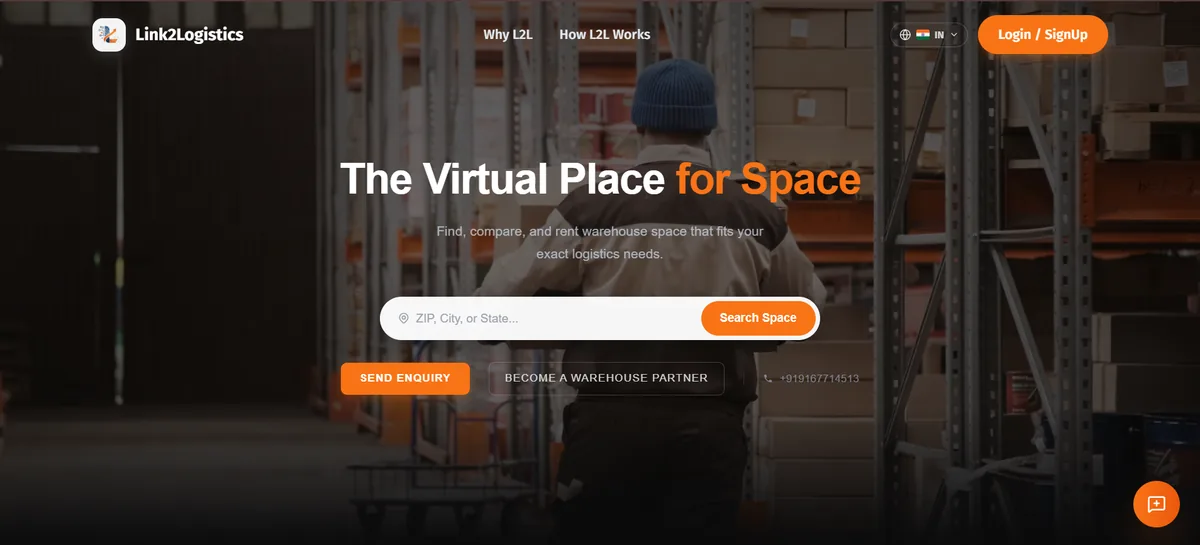 Link2Logistics
Why L2L
How L2L Works
IN
Login / SignUp
The Virtual Place for Space
Find, compare, and rent warehouse space that fits your
exact logistics needs.
ZIP, City, or State...
Search Space
SEND ENQUIRY
BECOME A WAREHOUSE PARTNER
+919167714513